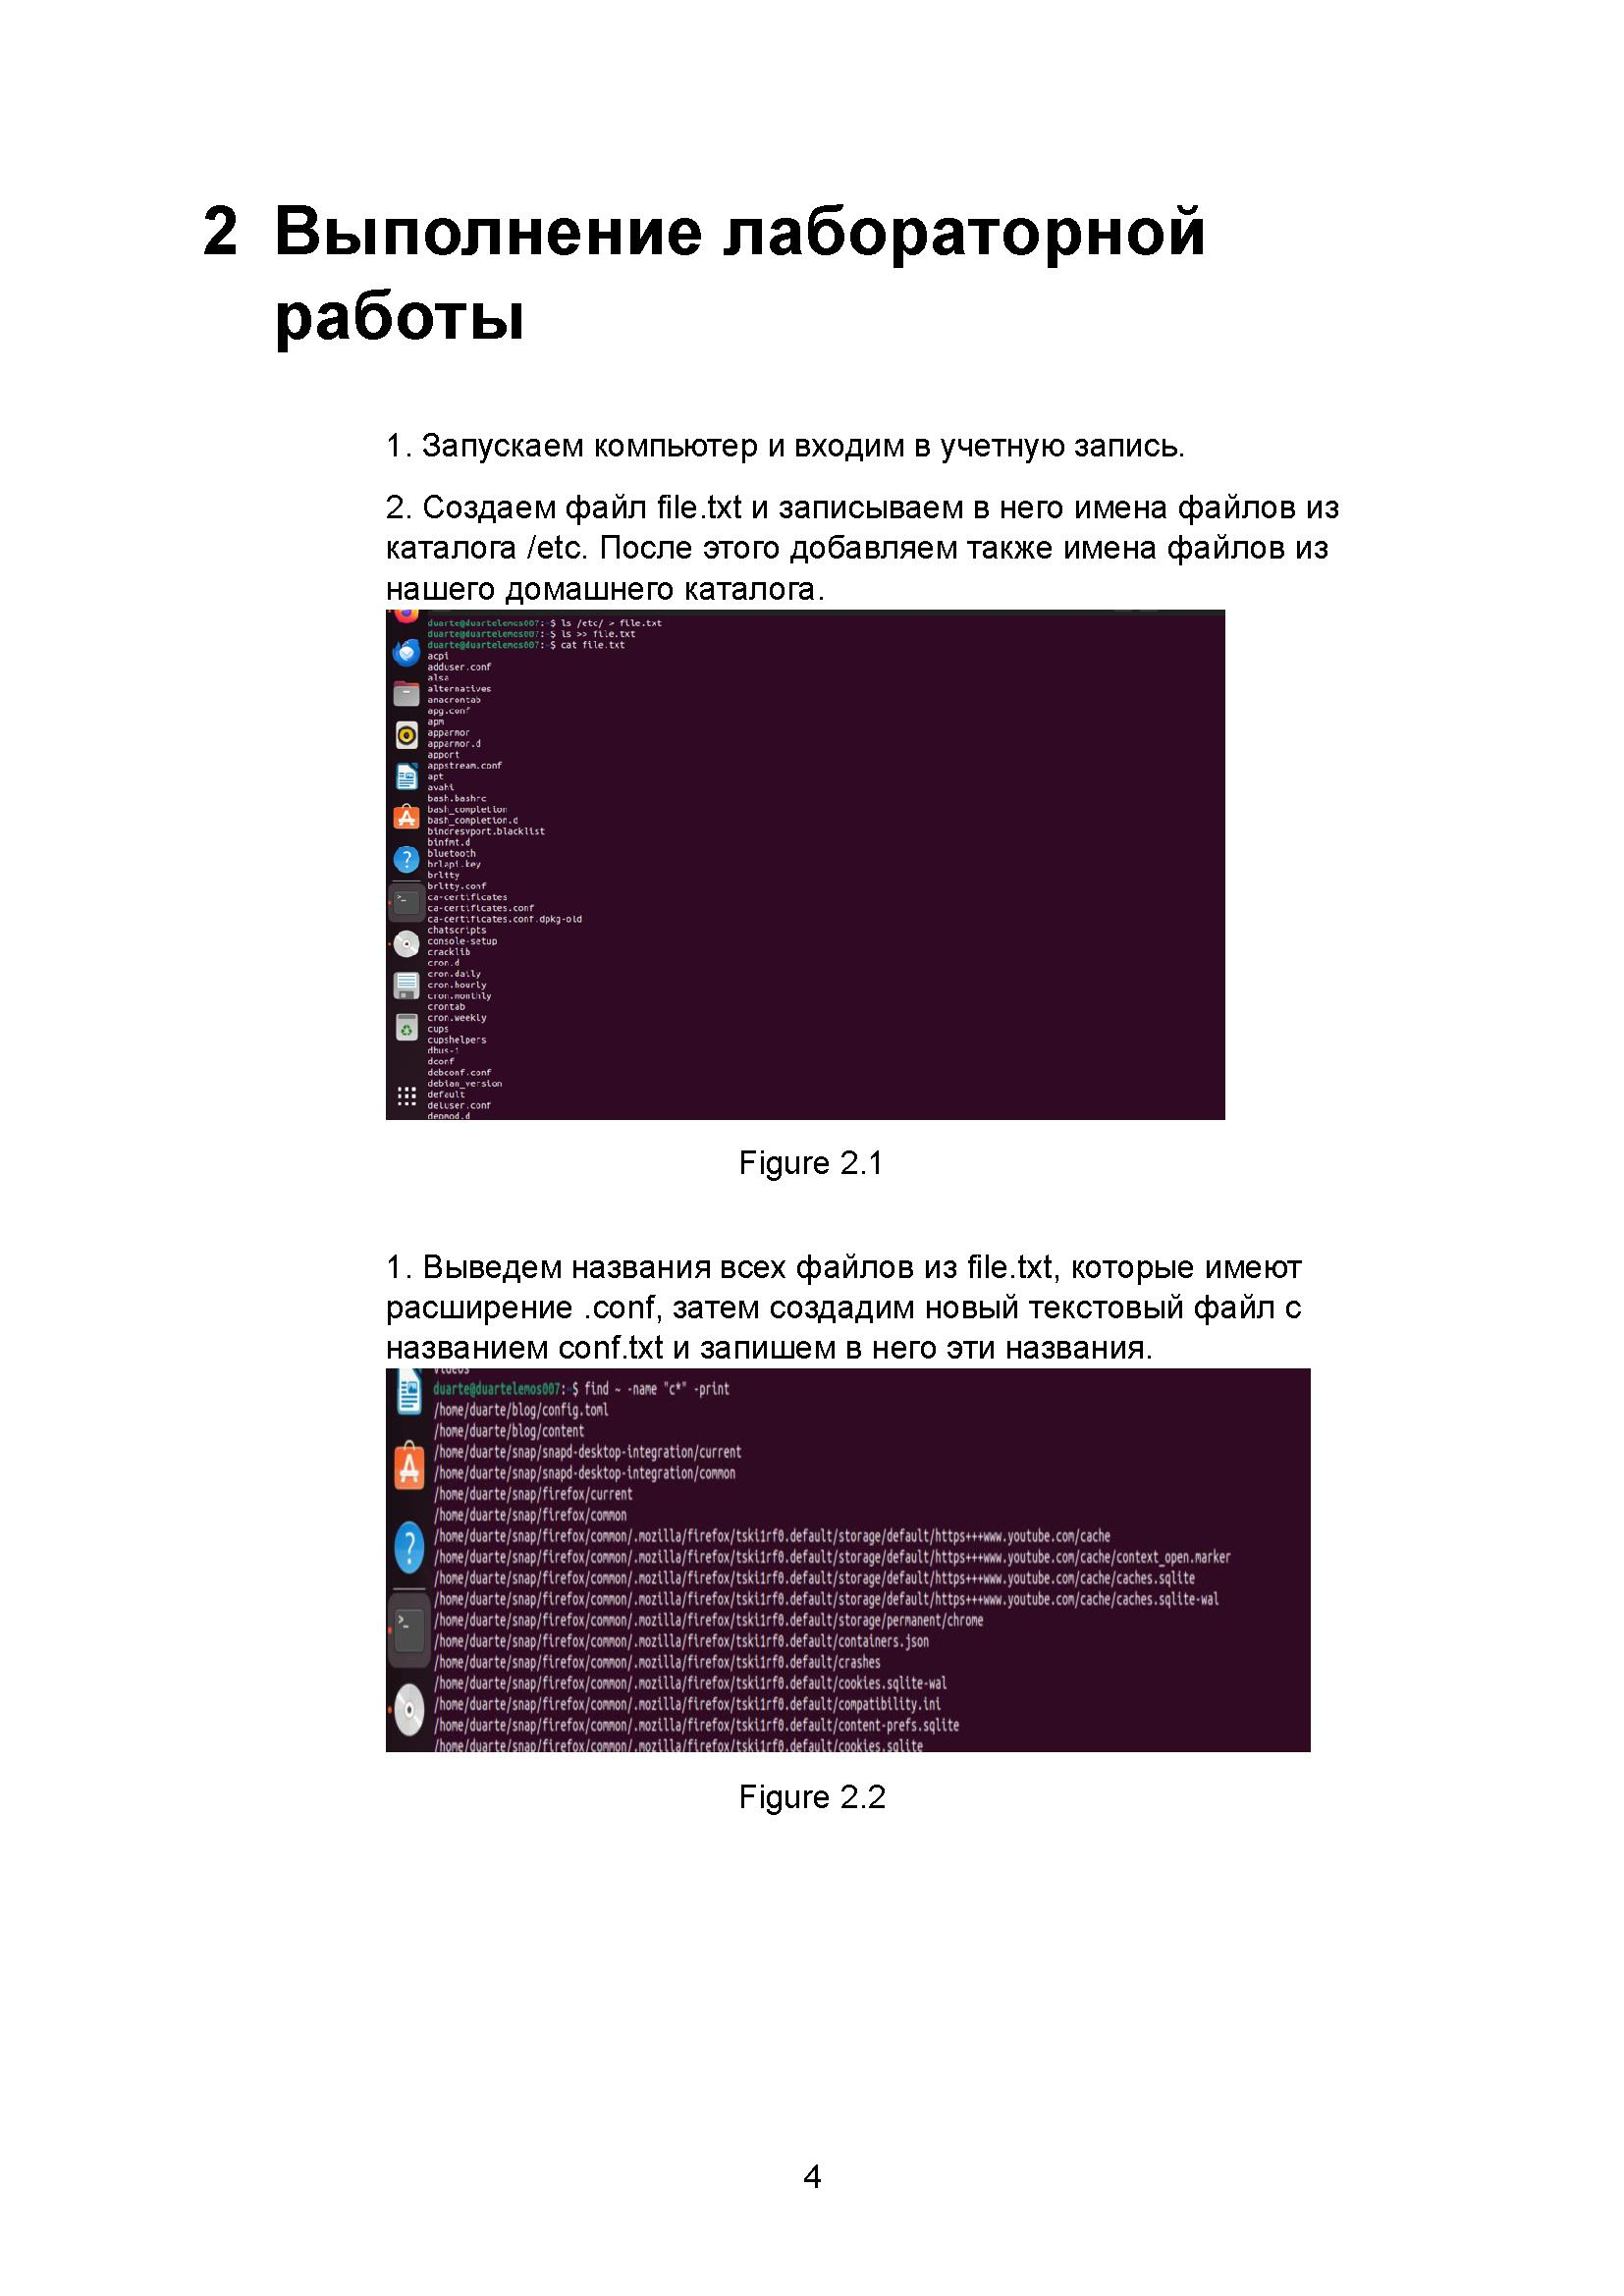 2 Выполнение лабораторной
работы
1. Запускаем компьютер и входим в учетную запись.
2. Создаем файл file.txt и записываем в него имена файлов из
каталога /etc. После этого добавляем также имена файлов из
нашего домашнего каталога.
duarte@duartelemos007:~$ ls /etc/ > file.txt
duarte@duartelemos007:~$ ls >> file.txt
duarte@duartelemos007:~$ cat file.txt
acpi
adduser.conf
alsa
alternatives
anacrontab
apg.conf
apm
apparmor
apparmor.d
apport
appstream.conf
apt
avahi
bash.bashrc
bash_completion
bash_completion.d
bindresvport.blacklist
binfmt.d
bluetooth
brlapi.key
brltty
brltty.conf
ca-certificates
ca-certificates.conf
ca-certificates.conf.dpkg-old
chatscripts
console-setup
cracklib
cron.d
cron.daily
cron.hourly
cron.monthly
crontab
cron.weekly
cups
cupshelpers
dbus-1
dconf
debconf.conf
debian_version
default
deluser.conf
depmod.d
Figure 2.1
1. Выведем названия всех файлов из file.txt, которые имеют
расширение .conf, затем создадим новый текстовый файл с
названием conf.txt и запишем в него эти названия.
Videos
duarte@duartelemos007:~$ find ~ -name "c*" -print
/home/duarte/blog/config.toml
/home/duarte/blog/content
/home/duarte/snap/snapd-desktop-integration/current
/home/duarte/snap/snapd-desktop-integration/common
/home/duarte/snap/firefox/current
/home/duarte/snap/firefox/common
/home/duarte/snap/firefox/common/.mozilla/firefox/tski1rf0.default/storage/default/https+++www.youtube.com/cache
/home/duarte/snap/firefox/common/.mozilla/firefox/tski1rf0.default/storage/default/https+++www.youtube.com/cache/context_open.marker
/home/duarte/snap/firefox/common/.mozilla/firefox/tski1rf0.default/storage/default/https+++www.youtube.com/cache/caches.sqlite
/home/duarte/snap/firefox/common/.mozilla/firefox/tski1rf0.default/storage/default/https+++www.youtube.com/cache/caches.sqlite-wal
/home/duarte/snap/firefox/common/.mozilla/firefox/tski1rf0.default/storage/permanent/chrome
/home/duarte/snap/firefox/common/.mozilla/firefox/tski1rf0.default/containers.json
/home/duarte/snap/firefox/common/.mozilla/firefox/tski1rf0.default/crashes
/home/duarte/snap/firefox/common/.mozilla/firefox/tski1rf0.default/cookies.sqlite-wal
/home/duarte/snap/firefox/common/.mozilla/firefox/tski1rf0.default/compatibility.ini
/home/duarte/snap/firefox/common/.mozilla/firefox/tski1rf0.default/content-prefs.sqlite
/home/duarte/snap/firefox/common/.mozilla/firefox/tski1rf0.default/cookies.sqlite
Figure 2.2
4